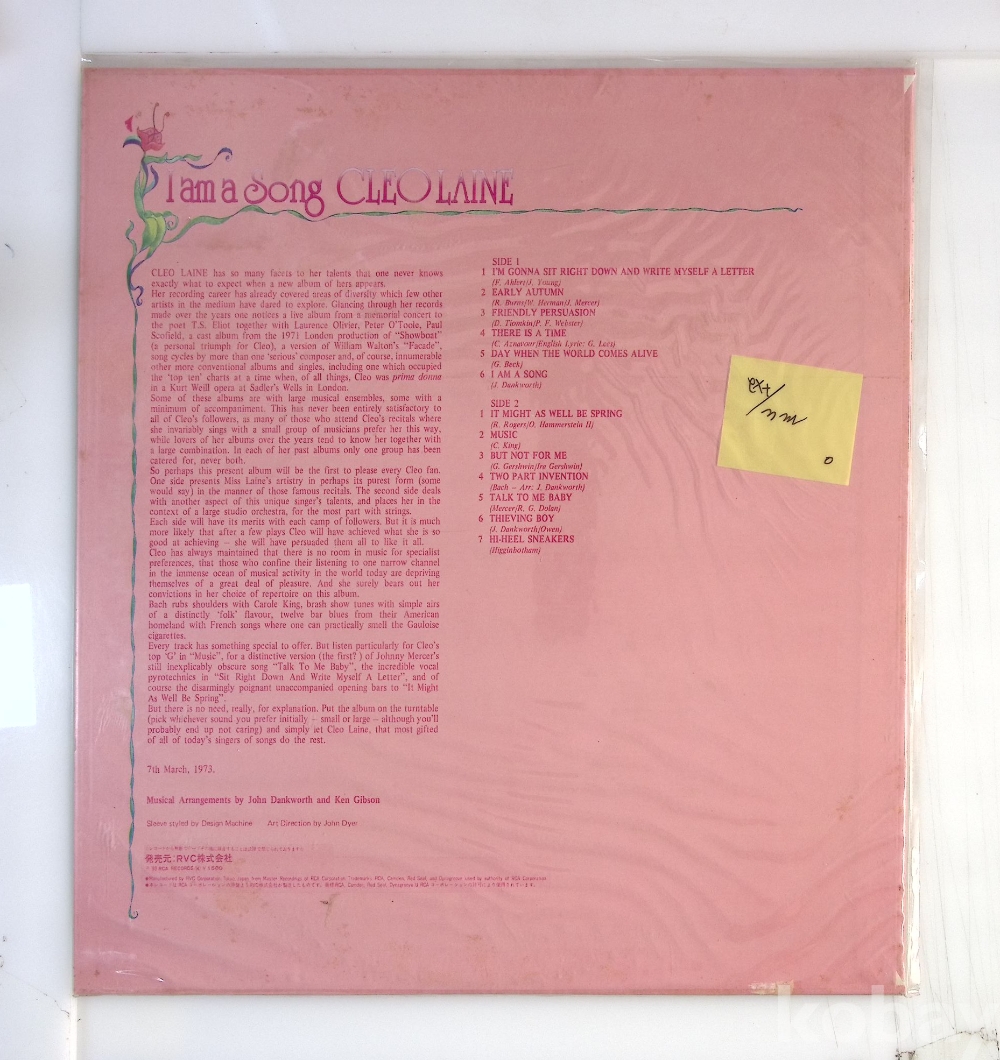 I am a Song CLEO LAINE
CLEO LAINE has so many facets to her talents that one never knows
exactly what to expect when a new album of hers appears.
Her recording career has already covered areas of diversity which few other
artists in the medium have dared to explore. Glancing through her records
made over the years one notices a live album from a memorial concert to
the poet T.S. Eliot together with Laurence Olivier, Peter O'Toole, Paul
Scofield, a cast album from the 1971 London production of "Showboat"
(a personal triumph for Cleo), a version of William Walton's "Facade",
song cycles by more than one 'serious' composer and, of course, innumerable
other more conventional albums and singles, including one which occupied
the 'top ten' charts at a time when, of all things, Cleo was prima donna
in a Kurt Weill opera at Sadler's Wells in London.
Some of these albums are with large musical ensembles, some with a
minimum of accompaniment. This has never been entirely satisfactory to
all of Cleo's followers, as many of those who attend Cleo's recitals where
she invariably sings with a small group of musicians prefer her this way,
while lovers of her albums over the years tend to know her together with
a large combination. In each of her past albums only one group has been
catered for, never both.
So perhaps this present album will be the first to please every Cleo fan.
One side presents Miss Laine's artistry in perhaps its purest form (some
would say) in the manner of those famous recitals. The second side deals
with another aspect of this unique singer's talents, and places her in the
context of a large studio orchestra, for the most part with strings.
Each side will have its merits with each camp of followers. But it is much
more likely that after a few plays Cleo will have achieved what she is so
good at achieving – she will have persuaded them all to like it all.
Cleo has always maintained that there is no room in music for specialist
preferences, that those who confine their listening to one narrow channel
in the immense ocean of musical activity in the world today are depriving
themselves of a great deal of pleasure. And she surely bears out her
convictions in her choice of repertoire on this album.
Bach rubs shoulders with Carole King, brash show tunes with simple airs
of a distinctly 'folk' flavour, twelve bar blues from their American
homeland with French songs where one can practically smell the Gauloise
cigarettes.
Every track has something special to offer. But listen particularly for Cleo's
top 'G' in "Music", for a distinctive version (the first?) of Johnny Mercer's
still inexplicably obscure song "Talk To Me Baby", the incredible vocal
pyrotechnics in "Sit Right Down And Write Myself A Letter", and of
course the disarmingly poignant unaccompanied opening bars to "It Might
As Well Be Spring".
But there is no need, really, for explanation. Put the album on the turntable
(pick whichever sound you prefer initially – small or large – although you'll
probably end up not caring) and simply let Cleo Laine, that most gifted
of all of today's singers of songs do the rest.
7th March, 1973.
Musical Arrangements by John Dankworth and Ken Gibson
Sleeve styled by Design Machine Art Direction by John Dyer
発売元:RVC株式会社
SIDE 1
1 I'M GONNA SIT RIGHT DOWN AND WRITE MYSELF A LETTER
(F. Ahlert/J. Young)
2 EARLY AUTUMN
(R. Burns/W. Herman/J. Mercer)
3 FRIENDLY PERSUASION
(D. Tiomkin/P. F. Webster)
4 THERE IS A TIME
(C. Aznavour/English Lyric: G. Lees)
5 DAY WHEN THE WORLD COMES ALIVE
(G. Beck)
6 I AM A SONG
(J. Dankworth)
SIDE 2
1 IT MIGHT AS WELL BE SPRING
(R. Rogers/O. Hammerstein II)
2 MUSIC
(C. King)
3 BUT NOT FOR ME
(G. Gershwin/Ira Gershwin)
4 TWO PART INVENTION
(Bach – Arr: J. Dankworth)
5 TALK TO ME BABY
(Mercer/R. G. Dolan)
6 THIEVING BOY
(J. Dankworth/Owen)
7 HI-HEEL SNEAKERS
(Higginbotham)
ex+/nm
0
koba